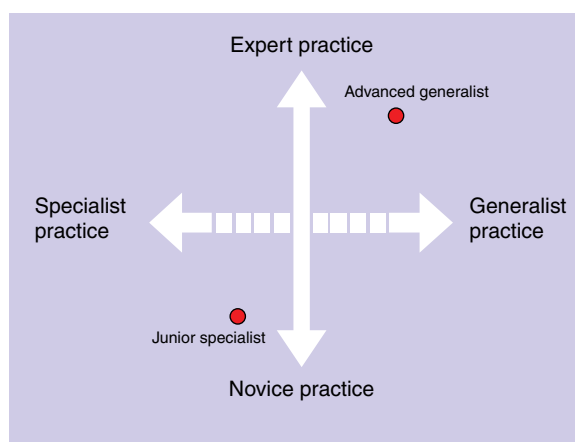 Expert practice
Advanced generalist
Specialist
practice
Generalist
practice
Junior specialist
Novice practice